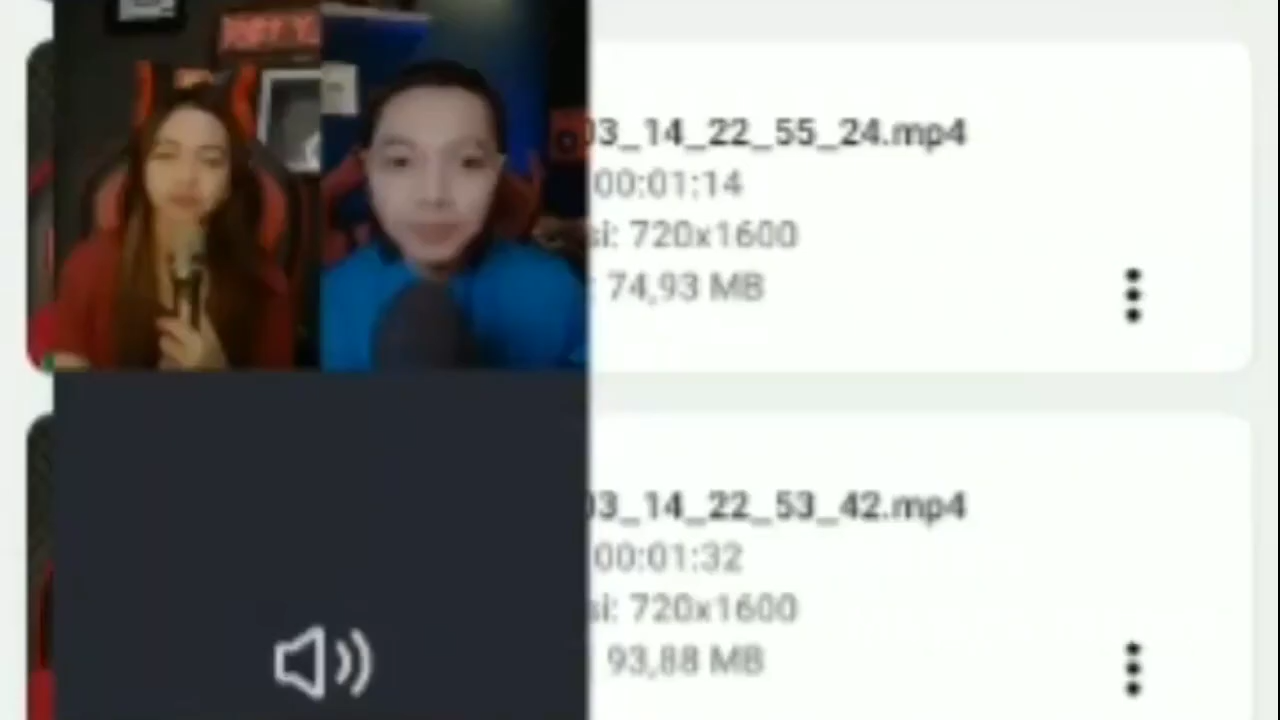 03_14_22_55_24.mp4
00:01:14
si: 720x1600
: 74,93 MB
03_14_22_53_42.mp4
00:01:32
si: 720x1600
93,88 MB